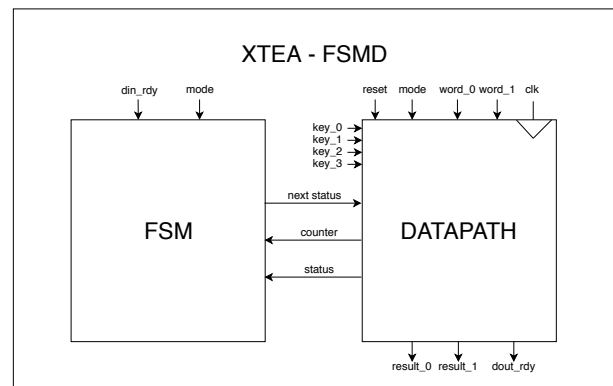 XTEA - FSMD
din_rdy mode
reset mode word_0 word_1 clk
key_0
key_1
key_2
key_3
next status
FSM
counter
DATAPATH
status
result_0 result_1 dout_rdy